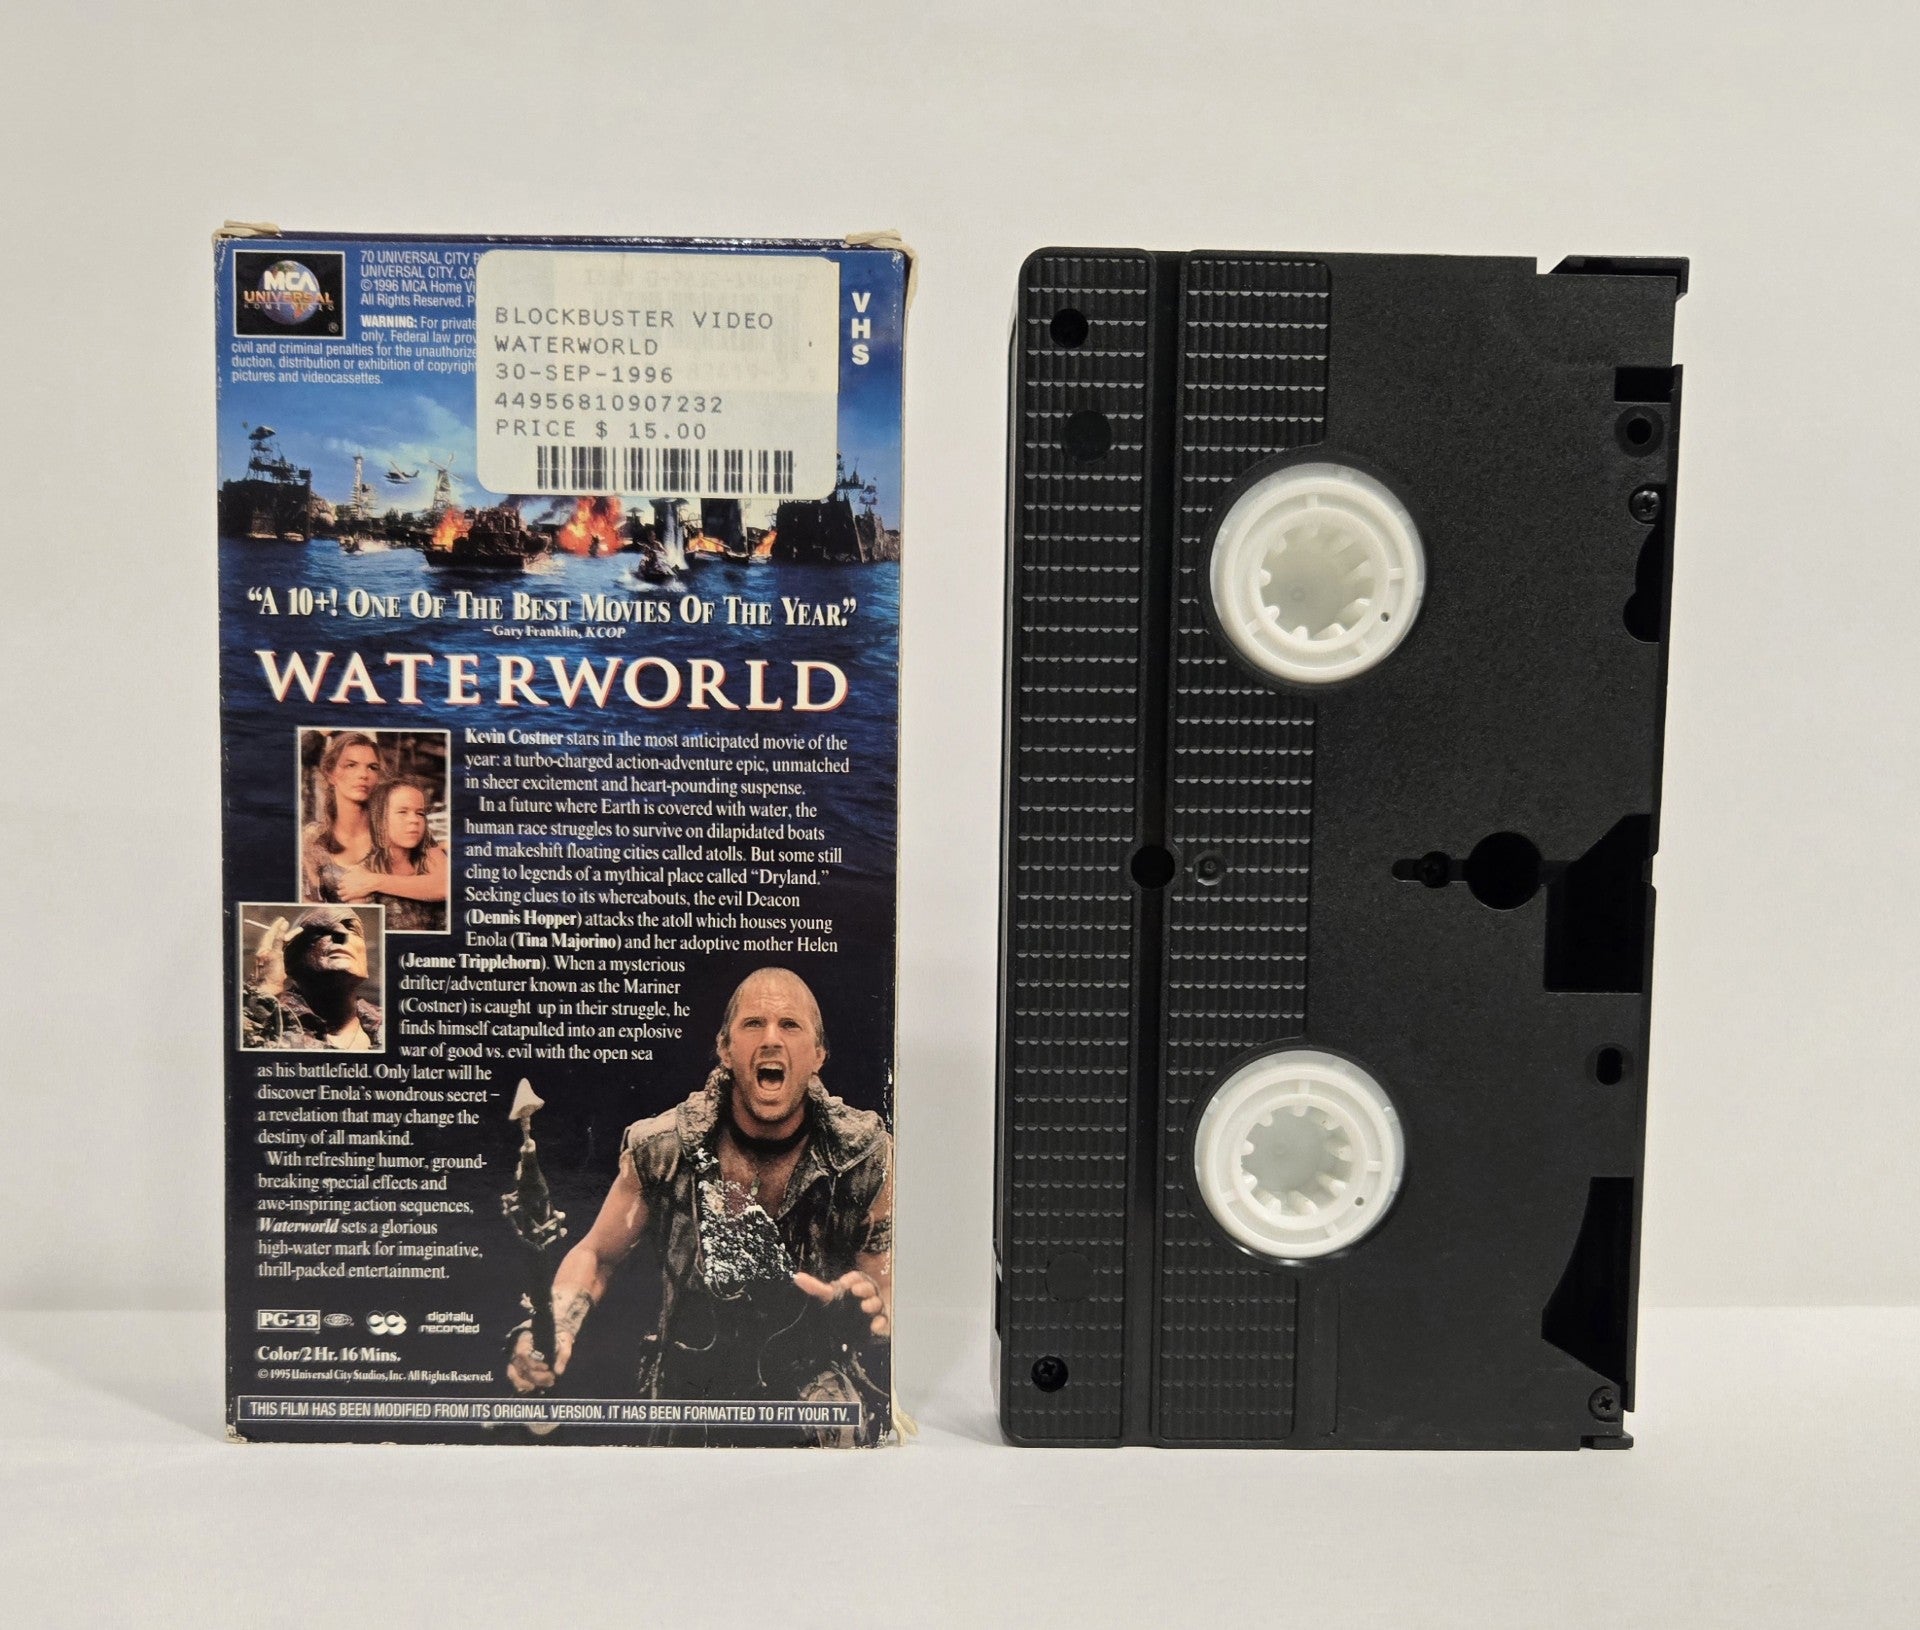 MCA
UNIVERSAL
HOME VIDEO
®
70 UNIVERSAL CITY
UNIVERSAL CITY, CA
©1996 MCA Home
All Rights Reserved.
WARNING: For private
only. Federal law
civil and criminal penalties for the
duction, distribution or exhibition of
pictures and videocassettes.
BLOCKBUSTER VIDEO
WATERWORLD
30-SEP-1996
44956810907232
PRICE $ 15.00
VHS
"A 10+! ONE OF THE BEST MOVIES OF THE YEAR."
–Gary Franklin, KCOP
WATERWORLD
Kevin Costner stars in the most anticipated movie of the
year: a turbo-charged action-adventure epic, unmatched
in sheer excitement and heart-pounding suspense.
In a future where Earth is covered with water, the
human race struggles to survive on dilapidated boats
and makeshift floating cities called atolls. But some still
cling to legends of a mythical place called "Dryland."
Seeking clues to its whereabouts, the evil Deacon
(Dennis Hopper) attacks the atoll which houses young
Enola (Tina Majorino) and her adoptive mother Helen
(Jeanne Tripplehorn). When a mysterious
drifter/adventurer known as the Mariner
(Costner) is caught up in their struggle, he
finds himself catapulted into an explosive
war of good vs. evil with the open sea
as his battlefield. Only later will he
discover Enola's wondrous secret –
a revelation that may change the
destiny of all mankind.
With refreshing humor, ground-
breaking special effects and
awe-inspiring action sequences,
Waterworld sets a glorious
high-water mark for imaginative,
thrill-packed entertainment.
PG-13
digitally
recorded
Color/2 Hr. 16 Mins.
©1995 Universal City Studios, Inc. All Rights Reserved.
THIS FILM HAS BEEN MODIFIED FROM ITS ORIGINAL VERSION. IT HAS BEEN FORMATTED TO FIT YOUR TV.